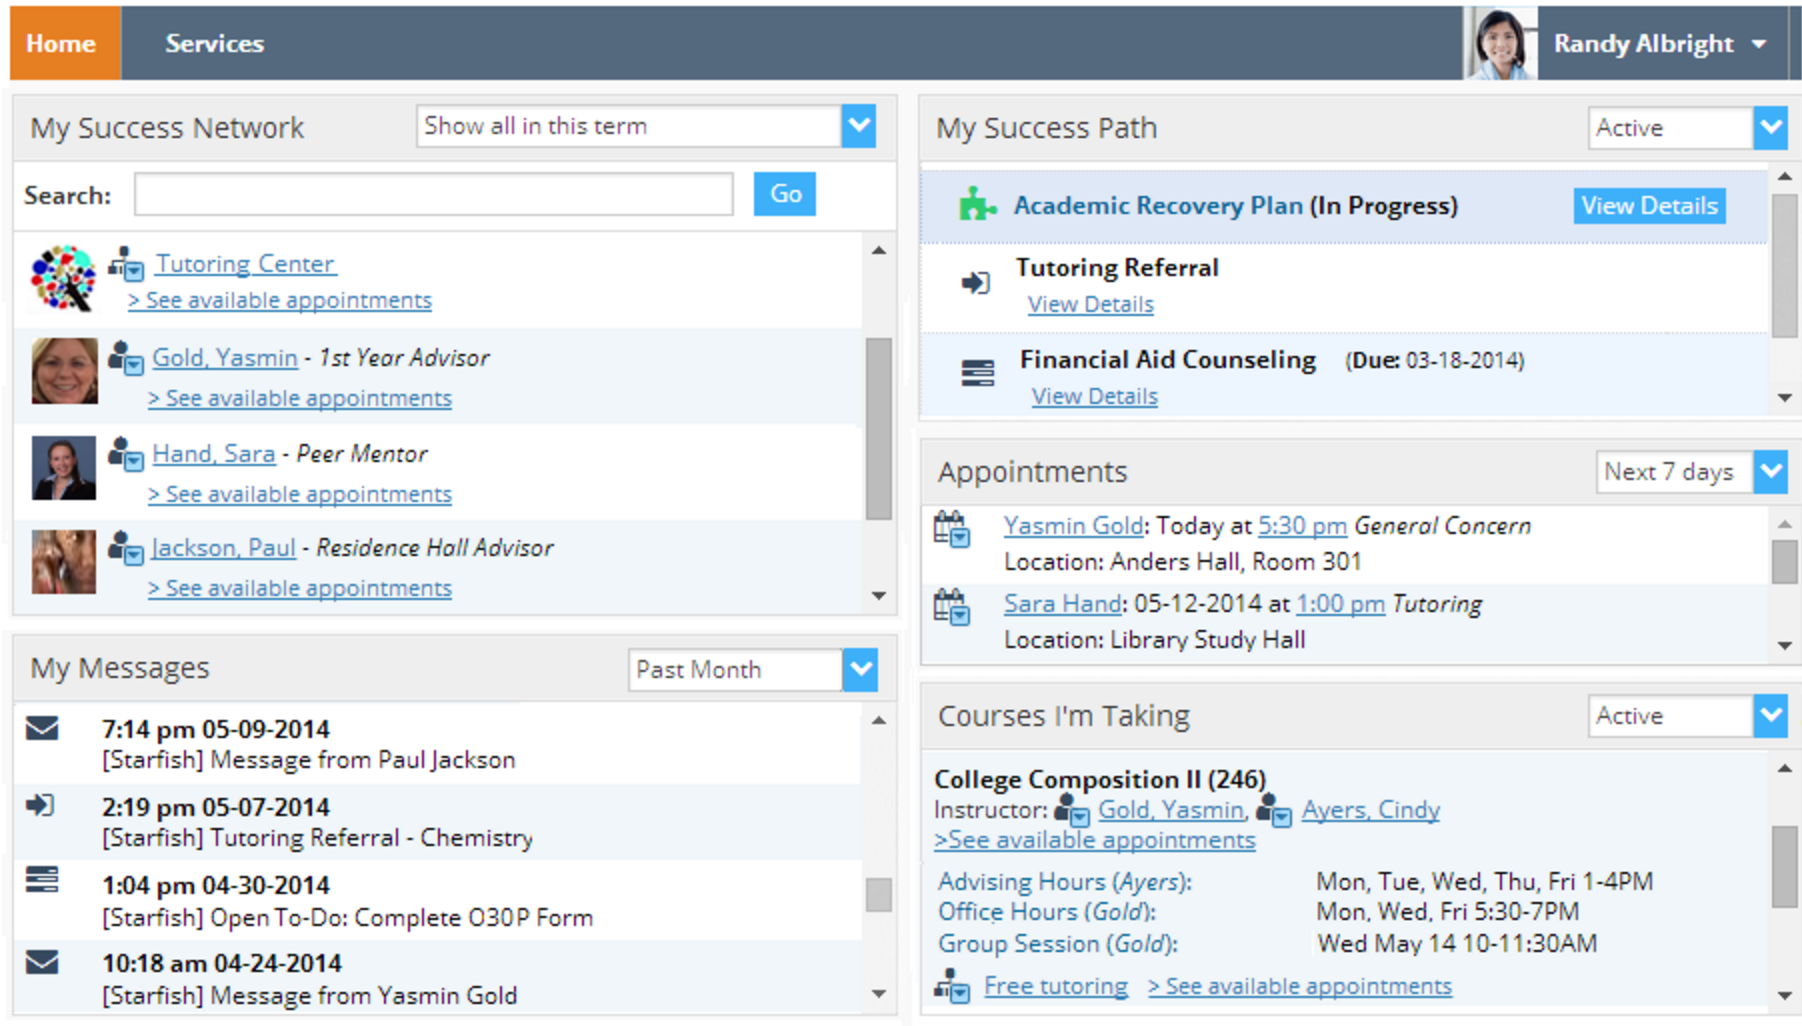 Home
Services
Randy Albright
My Success Network
Show all in this term
Search:
Go
Tutoring Center
> See available appointments
Gold, Yasmin - 1st Year Advisor
> See available appointments
Hand, Sara - Peer Mentor
> See available appointments
Jackson, Paul - Residence Hall Advisor
> See available appointments
My Messages
Past Month
7:14 pm 05-09-2014
[Starfish] Message from Paul Jackson
2:19 pm 05-07-2014
[Starfish] Tutoring Referral - Chemistry
1:04 pm 04-30-2014
[Starfish] Open To-Do: Complete O30P Form
10:18 am 04-24-2014
[Starfish] Message from Yasmin Gold
My Success Path
Active
Academic Recovery Plan (In Progress)
View Details
Tutoring Referral
View Details
Financial Aid Counseling (Due: 03-18-2014)
View Details
Appointments
Next 7 days
Yasmin Gold: Today at 5:30 pm General Concern
Location: Anders Hall, Room 301
Sara Hand: 05-12-2014 at 1:00 pm Tutoring
Location: Library Study Hall
Courses I'm Taking
Active
College Composition II (246)
Instructor: Gold, Yasmin, Ayers, Cindy
>See available appointments
Advising Hours (Ayers): Mon, Tue, Wed, Thu, Fri 1-4PM
Office Hours (Gold): Mon, Wed, Fri 5:30-7PM
Group Session (Gold): Wed May 14 10-11:30AM
Free tutoring > See available appointments